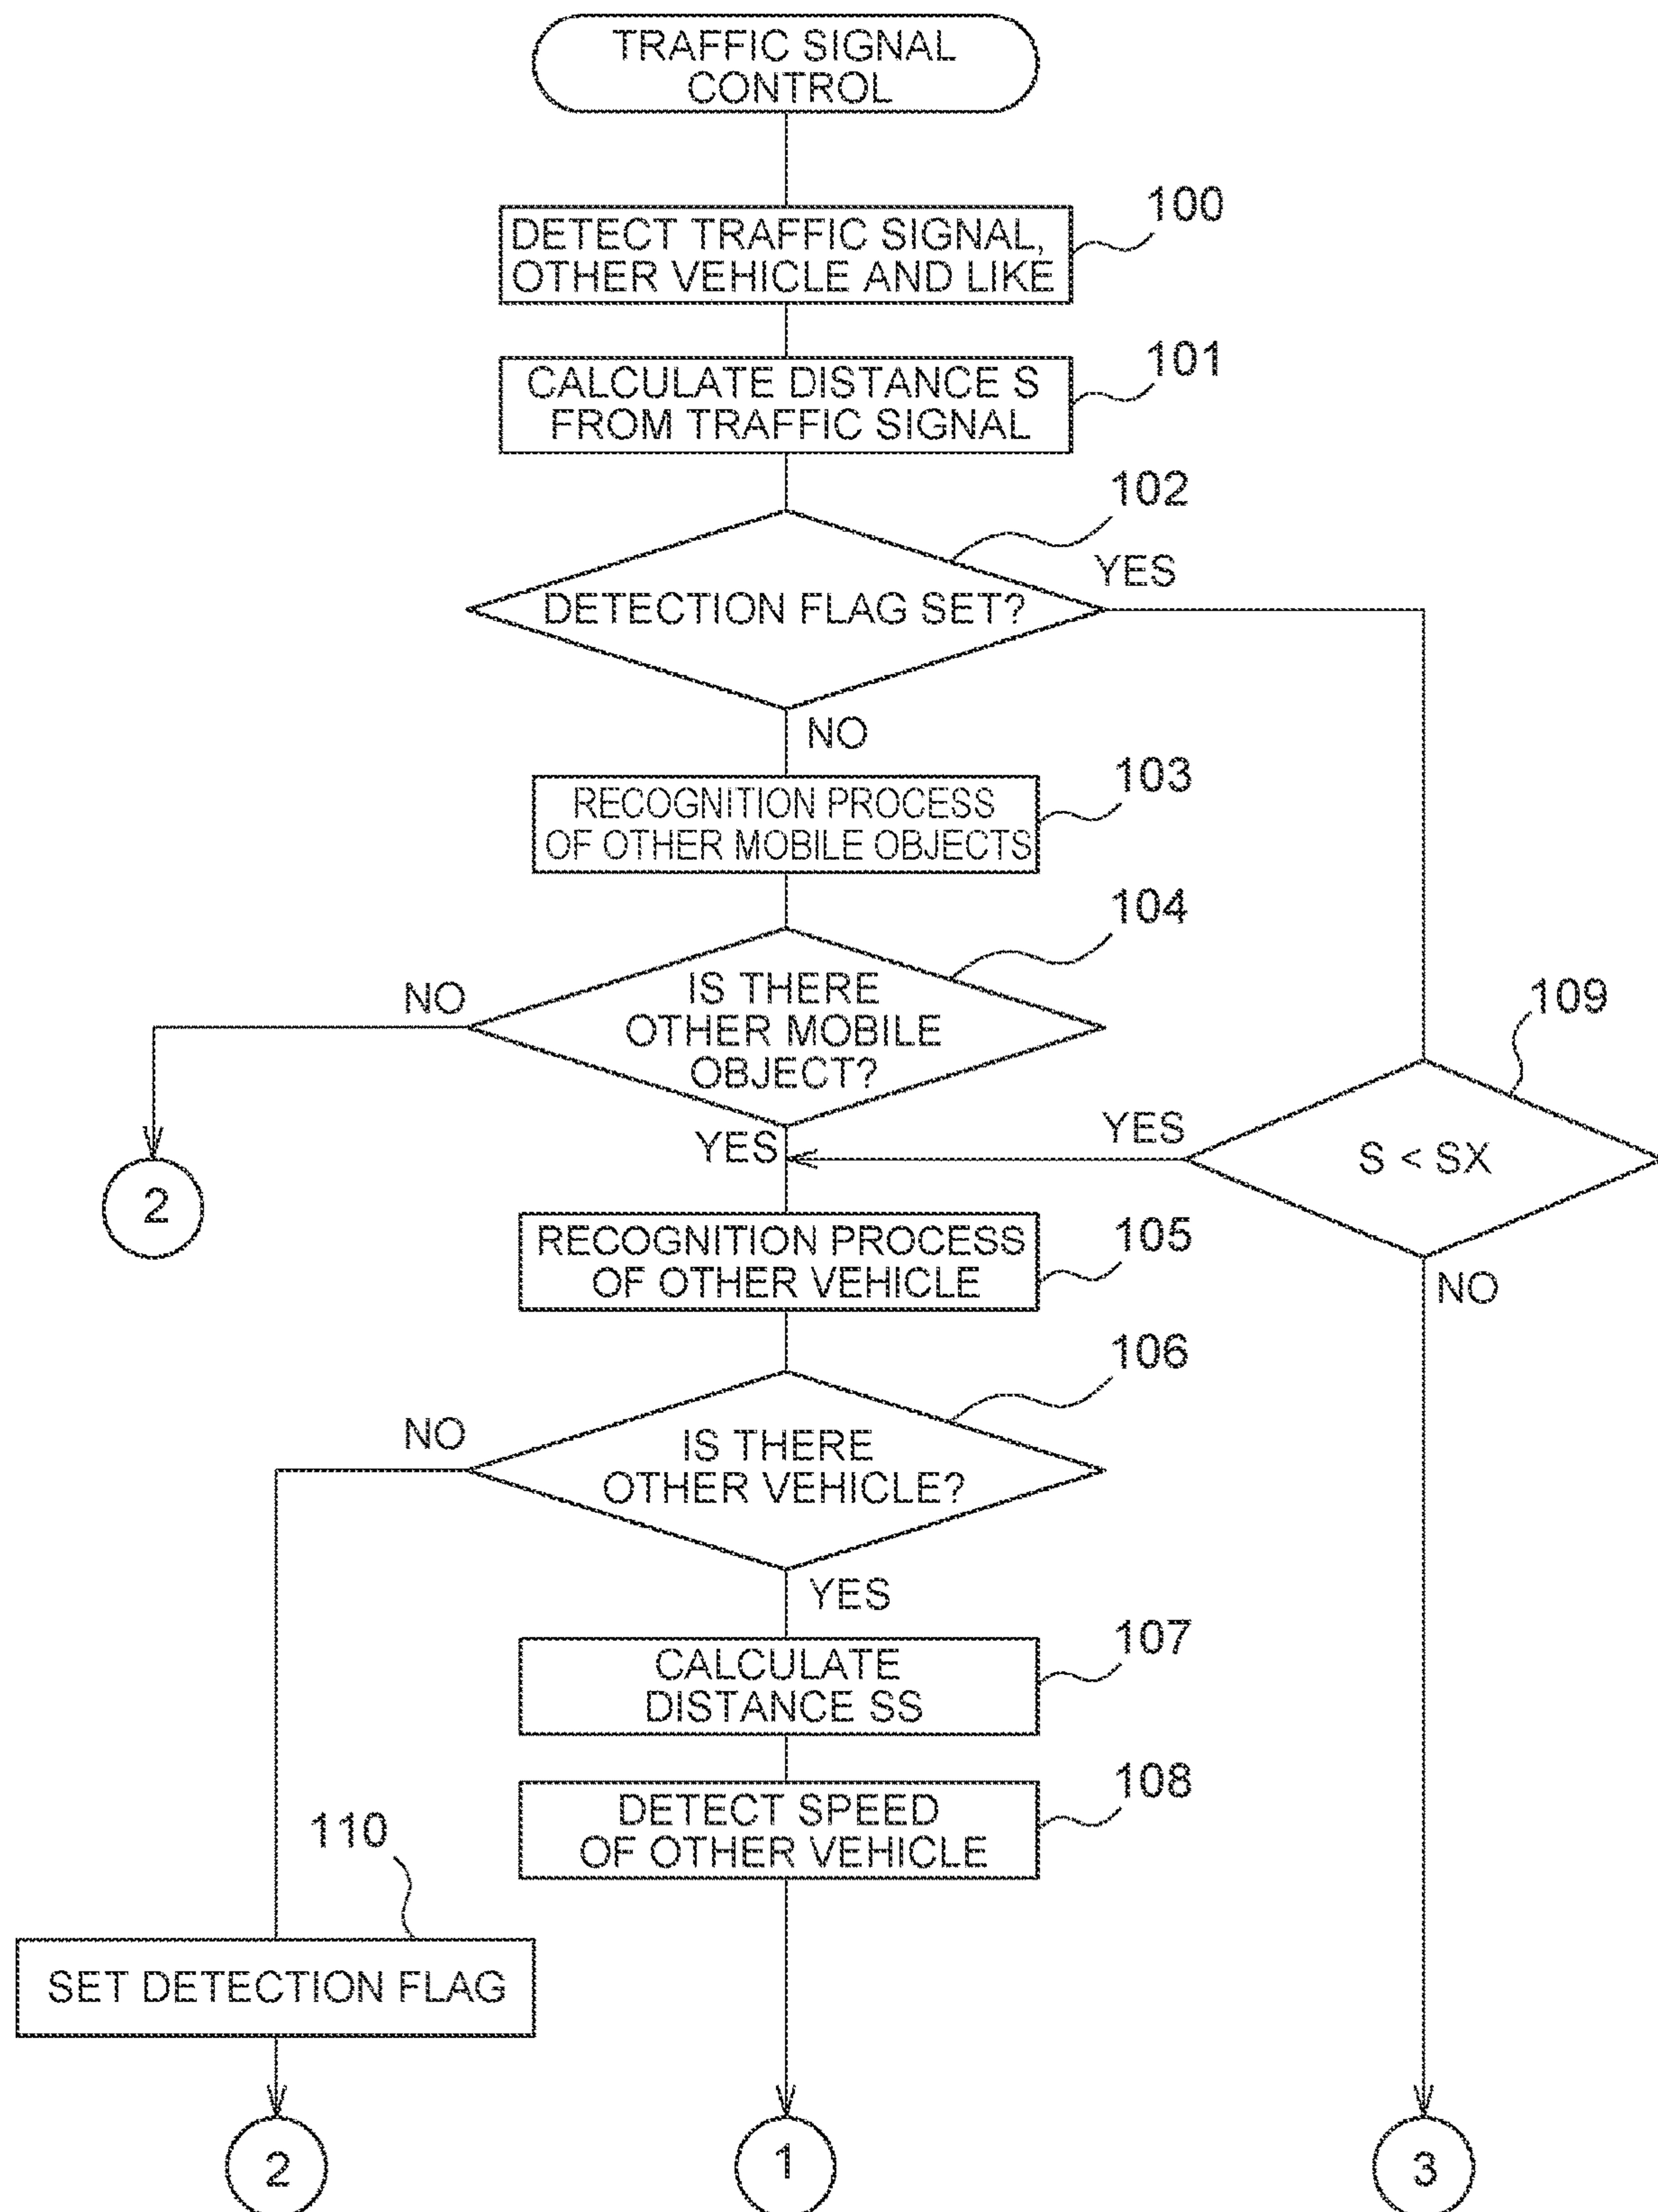 TRAFFIC SIGNAL
CONTROL
100
DETECT TRAFFIC SIGNAL,
OTHER VEHICLE AND LIKE
101
CALCULATE DISTANCE S
FROM TRAFFIC SIGNAL
102
YES
DETECTION FLAG SET?
NO
103
RECOGNITION PROCESS
OF OTHER MOBILE OBJECTS
104
NO
IS THERE
OTHER MOBILE
OBJECT?
109
YES
YES
S < SX
2
105
RECOGNITION PROCESS
OF OTHER VEHICLE
NO
106
NO
IS THERE
OTHER VEHICLE?
YES
107
CALCULATE
DISTANCE SS
108
DETECT SPEED
OF OTHER VEHICLE
110
SET DETECTION FLAG
2
1
3